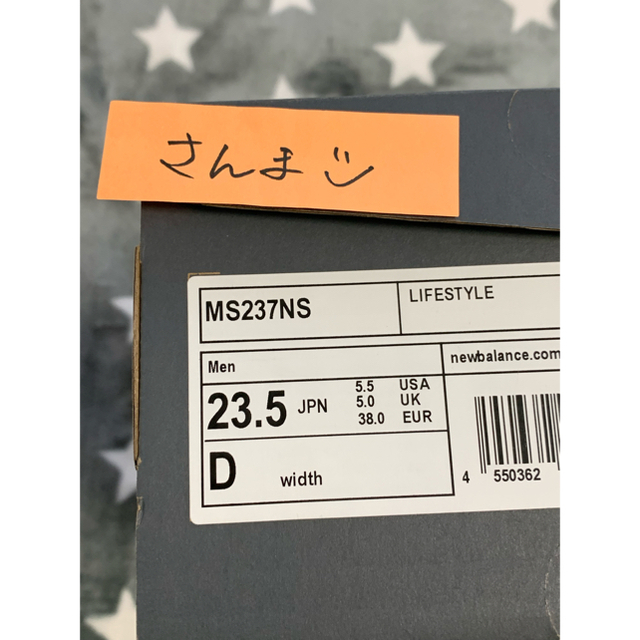 さんま
MS237NS
LIFESTYLE
Men
newbalance.com
23.5 JPN
5.5 USA
5.0 UK
38.0 EUR
D width
4 550362